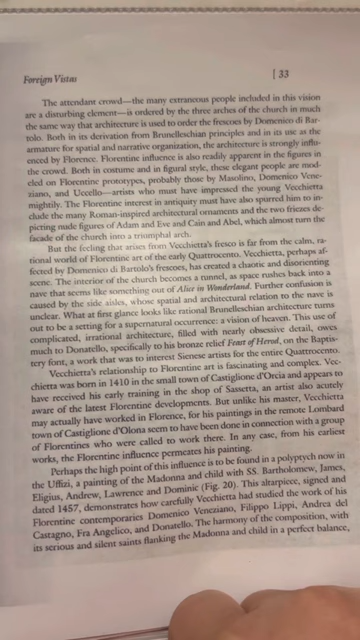 Foreign Vistas
[ 33
The attendant crowd—the many extraneous people included in this vision
are a disturbing element—is ordered by the three arches of the church in much
the same way that architecture is used to order the frescoes by Domenico di Bar-
tolo. Both in its derivation from Brunelleschian principles and in its use as the
armature for spatial and narrative organization, the architecture is strongly influ-
enced by Florence. Florentine influence is also readily apparent in the figures in
the crowd. Both in costume and in figural style, these elegant people are mod-
eled on Florentine prototypes, probably those by Masolino, Domenico Vene-
ziano, and Uccello—artists who must have impressed the young Vecchietta
mightily. The Florentine interest in antiquity must have also spurred him to in-
clude the many Roman-inspired architectural ornaments and the two friezes de-
picting nude figures of Adam and Eve and Cain and Abel, which almost turn the
facade of the church into a triumphal arch.
But the feeling that arises from Vecchietta's fresco is far from the calm, ra-
tional world of Florentine art of the early Quattrocento. Vecchietta, perhaps af-
fected by Domenico di Bartolo's frescoes, has created a chaotic and disorienting
scene. The interior of the church becomes a tunnel, as space rushes back into a
nave that seems like something out of Alice in Wonderland. Further confusion is
caused by the side aisles, whose spatial and architectural relation to the nave is
unclear. What at first glance looks like rational Brunelleschian architecture turns
out to be a setting for a supernatural occurrence: a vision of heaven. This use of
complicated, irrational architecture, filled with nearly obsessive detail, owes
much to Donatello, specifically to his bronze relief Feast of Herod, on the Baptis-
tery font, a work that was to interest Sienese artists for the entire Quattrocento.
Vecchietta's relationship to Florentine art is fascinating and complex. Vec-
chietta was born in 1410 in the small town of Castiglione d'Orcia and appears to
have received his early training in the shop of Sassetta, an artist also acutely
aware of the latest Florentine developments. But unlike his master, Vecchietta
may actually have worked in Florence, for his paintings in the remote Lombard
town of Castiglione d'Olona seem to have been done in connection with a group
of Florentines who were called to work there. In any case, from his earliest
works, the Florentine influence permeates his painting.
Perhaps the high point of this influence is to be found in a polyptych now in
the Uffizi, a painting of the Madonna and child with SS. Bartholomew, James,
Eligius, Andrew, Lawrence and Dominic (Fig. 20). This altarpiece, signed and
dated 1457, demonstrates how carefully Vecchietta had studied the work of his
Florentine contemporaries Domenico Veneziano, Filippo Lippi, Andrea del
Castagno, Fra Angelico, and Donatello. The harmony of the composition, with
its serious and silent saints flanking the Madonna and child in a perfect balance,